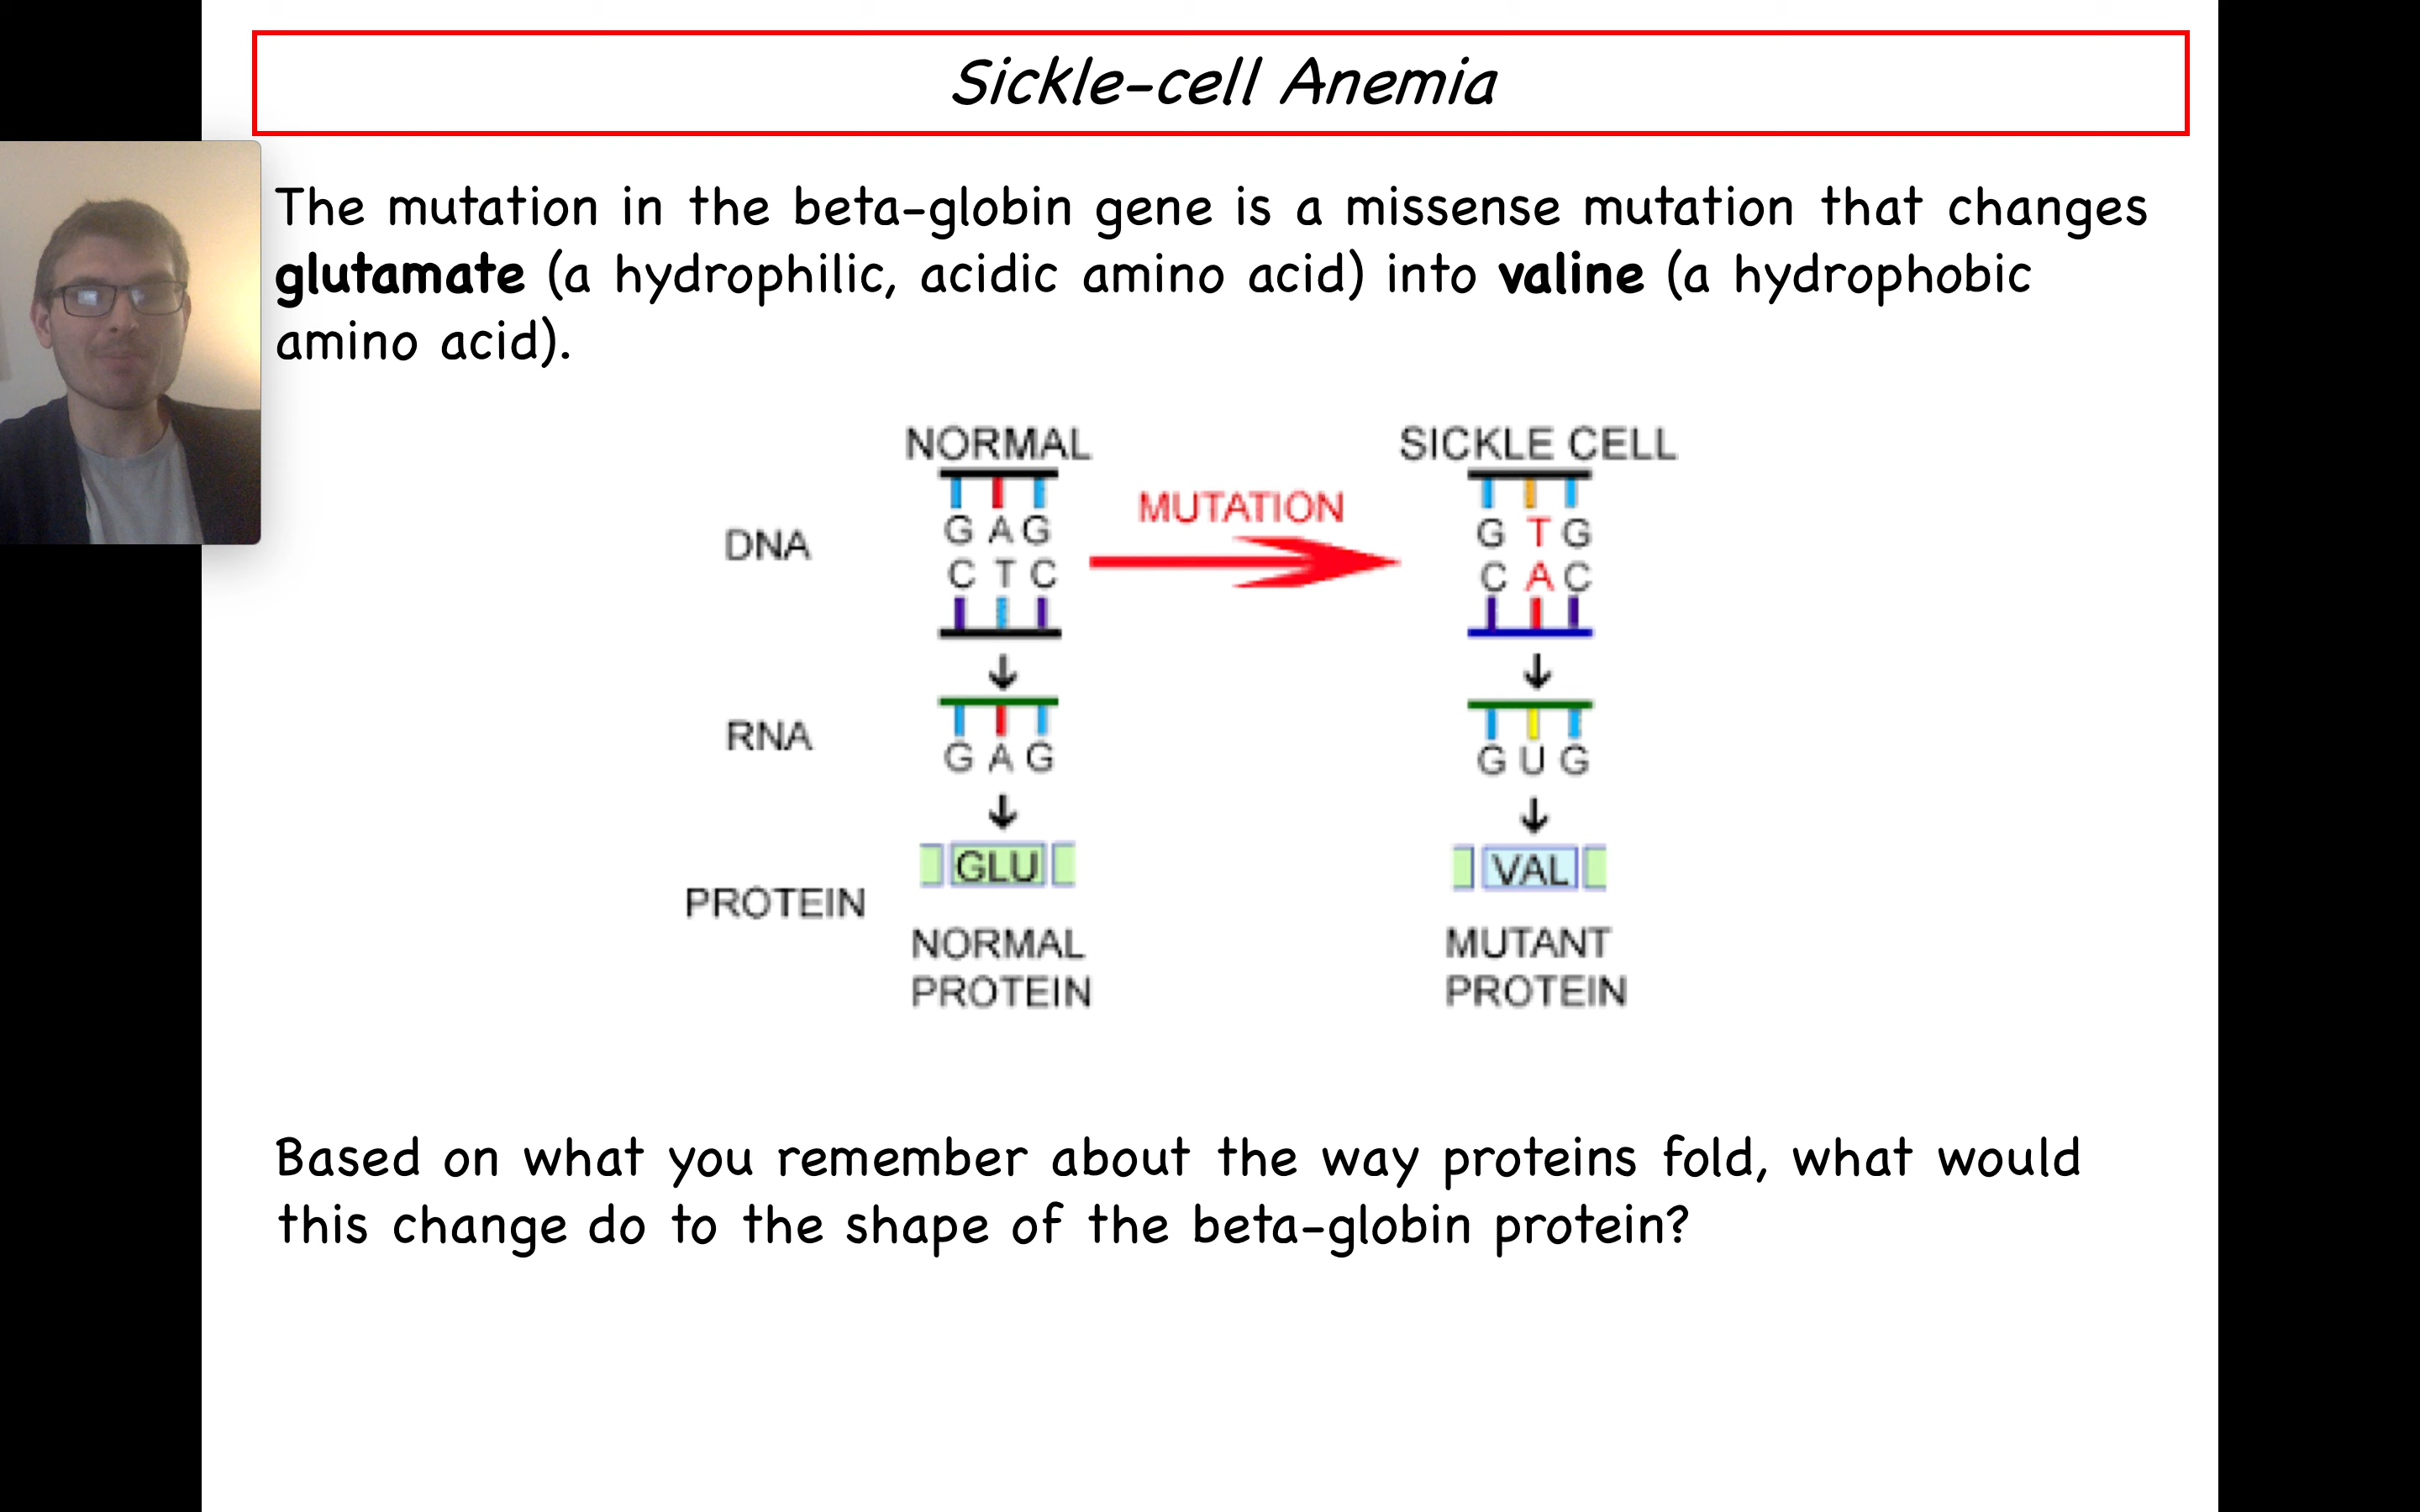 Sickle-cell Anemia
The mutation in the beta-globin gene is a missense mutation that changes
glutamate (a hydrophilic, acidic amino acid) into valine (a hydrophobic
amino acid).
NORMAL
SICKLE CELL
MUTATION
DNA
G A G
C T C
G T G
C A C
RNA
G A G
G U G
GLU
VAL
PROTEIN
NORMAL
PROTEIN
MUTANT
PROTEIN
Based on what you remember about the way proteins fold, what would
this change do to the shape of the beta-globin protein?